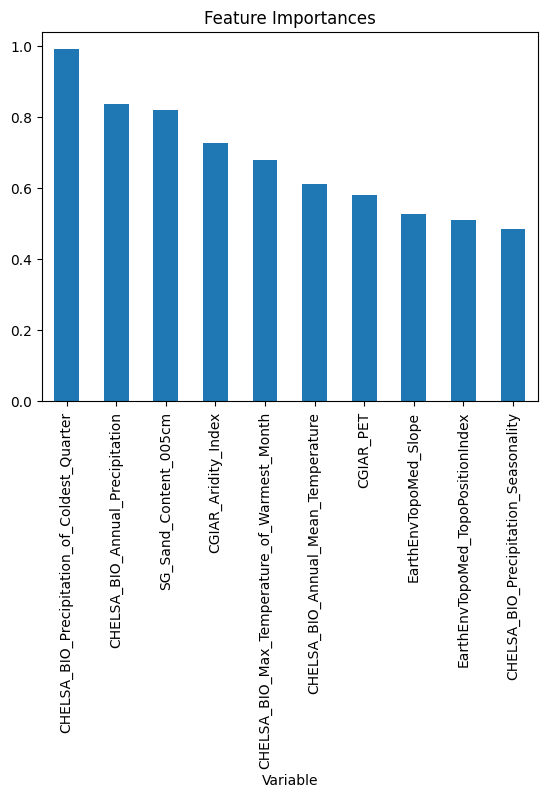 Feature Importances
1.0
0.8
0.6
0.4
0.2
0.0
CHELSA_BIO_Precipitation_of_Coldest_Quarter
CHELSA_BIO_Annual_Precipitation
SG_Sand_Content_005cm
CGIAR_Aridity_Index
CHELSA_BIO_Max_Temperature_of_Warmest_Month
CHELSA_BIO_Annual_Mean_Temperature
CGIAR_PET
EarthEnvTopoMed_Slope
EarthEnvTopoMed_TopoPositionIndex
CHELSA_BIO_Precipitation_Seasonality
Variable